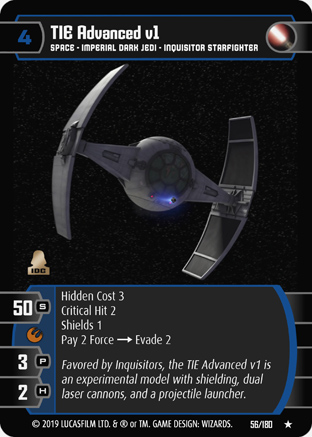 4
TIE Advanced v1
SPACE - IMPERIAL DARK JEDI - INQUISITOR STARFIGHTER
IDC
50 S
3 P
2 H
Hidden Cost 3
Critical Hit 2
Shields 1
Pay 2 Force → Evade 2
Favored by Inquisitors, the TIE Advanced v1 is
an experimental model with shielding, dual
laser cannons, and a projectile launcher.
© 2019 LUCASFILM LTD. & ® or TM. GAME DESIGN: WIZARDS.
56/180 ★